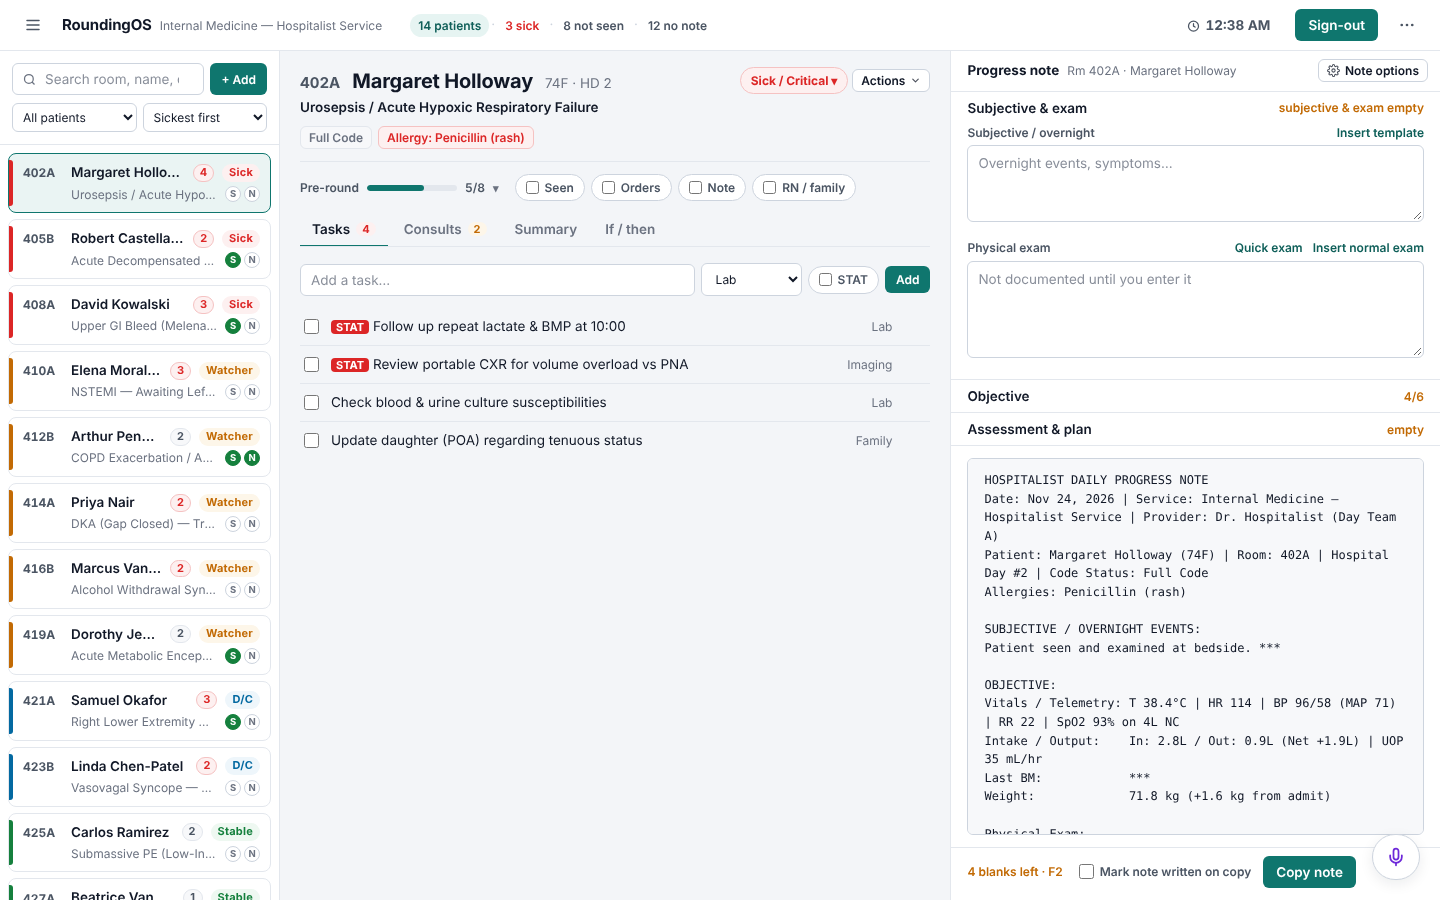 RoundingOS Internal Medicine — Hospitalist Service 14 patients · 3 sick · 8 not seen · 12 no note 12:38 AM Sign-out
Search room, name, + Add
All patients Sickest first
402A Margaret Hollo... 4 Sick
Urosepsis / Acute Hypo... S N
405B Robert Castella... 2 Sick
Acute Decompensated ... S N
408A David Kowalski 3 Sick
Upper GI Bleed (Melena... S N
410A Elena Moral... 3 Watcher
NSTEMI — Awaiting Lef... S N
412B Arthur Pen... 2 Watcher
COPD Exacerbation / A... S N
414A Priya Nair 2 Watcher
DKA (Gap Closed) — Tr... S N
416B Marcus Van... 2 Watcher
Alcohol Withdrawal Syn... S N
419A Dorothy Je... 2 Watcher
Acute Metabolic Encep... S N
421A Samuel Okafor 3 D/C
Right Lower Extremity ... S N
423B Linda Chen-Patel 2 D/C
Vasovagal Syncope — ... S N
425A Carlos Ramirez 2 Stable
Submassive PE (Low-In... S N
427A Beatrice Van 1 Stable
402A Margaret Holloway 74F · HD 2 Sick / Critical ▾ Actions
Urosepsis / Acute Hypoxic Respiratory Failure
Full Code Allergy: Penicillin (rash)
Pre-round 5/8 ▾ Seen Orders Note RN / family
Tasks 4 Consults 2 Summary If / then
Add a task... Lab STAT Add
STAT Follow up repeat lactate & BMP at 10:00 Lab
STAT Review portable CXR for volume overload vs PNA Imaging
Check blood & urine culture susceptibilities Lab
Update daughter (POA) regarding tenuous status Family
Progress note Rm 402A · Margaret Holloway Note options
Subjective & exam subjective & exam empty
Subjective / overnight Insert template
Overnight events, symptoms...
Physical exam Quick exam Insert normal exam
Not documented until you enter it
Objective 4/6
Assessment & plan empty
HOSPITALIST DAILY PROGRESS NOTE
Date: Nov 24, 2026 | Service: Internal Medicine —
Hospitalist Service | Provider: Dr. Hospitalist (Day Team
A)
Patient: Margaret Holloway (74F) | Room: 402A | Hospital
Day #2 | Code Status: Full Code
Allergies: Penicillin (rash)
SUBJECTIVE / OVERNIGHT EVENTS:
Patient seen and examined at bedside. ***
OBJECTIVE:
Vitals / Telemetry: T 38.4°C | HR 114 | BP 96/58 (MAP 71)
| RR 22 | SpO2 93% on 4L NC
Intake / Output: In: 2.8L / Out: 0.9L (Net +1.9L) | UOP
35 mL/hr
Last BM: ***
Weight: 71.8 kg (+1.6 kg from admit)
Physical Exam:
4 blanks left · F2 Mark note written on copy Copy note